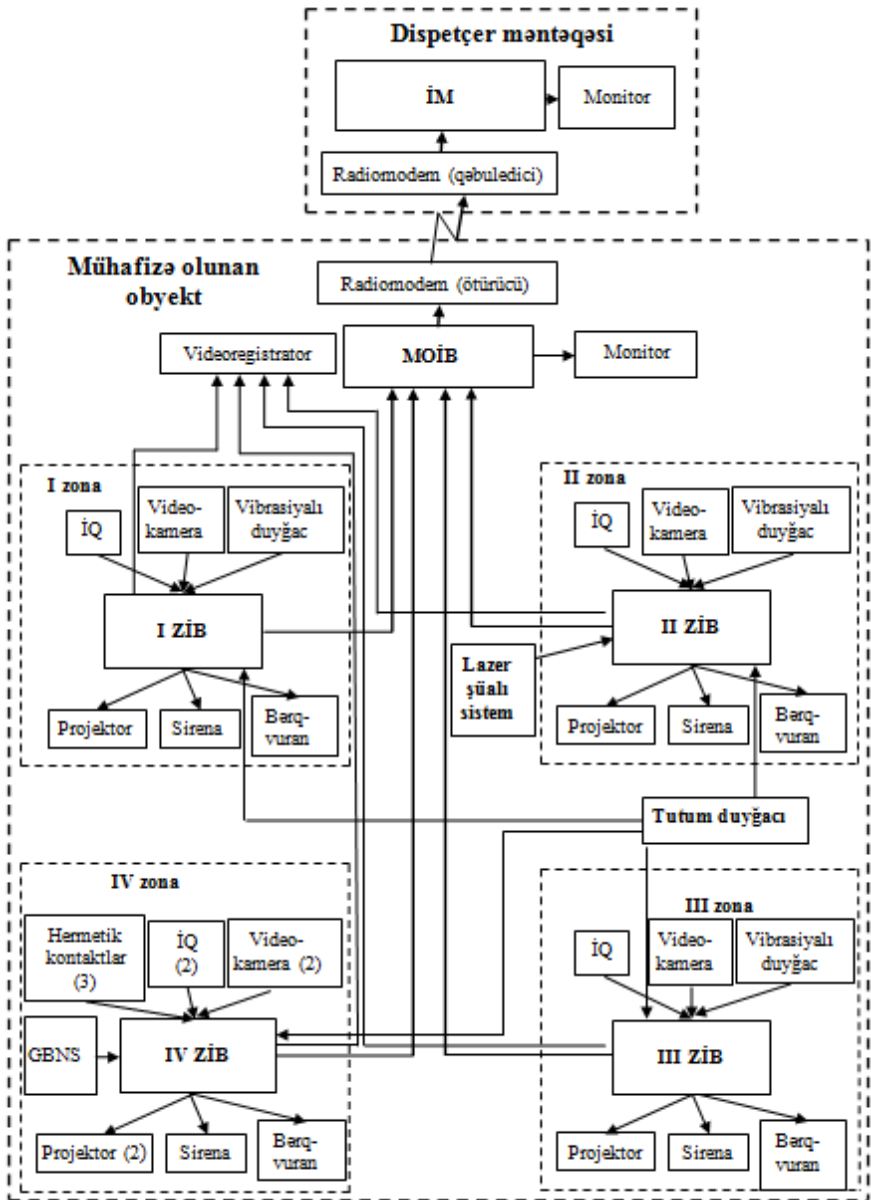 Dispetçer məntəqəsi
İM
Monitor
Radiomodem (qəbuledici)
Mühafizə olunan
obyekt
Radiomodem (ötürücü)
Videoregistrator
MOİB
Monitor
I zona
İQ
Video-
kamera
Vibrasiyalı
duyğac
I ZİB
Projektor
Sirena
Bərq-
vuran
II zona
İQ
Video-
kamera
Vibrasiyalı
duyğac
II ZİB
Lazer
şüalı
sistem
Projektor
Sirena
Bərq-
vuran
Tutum duyğacı
IV zona
Hermetik
kontaktlar
(3)
İQ
(2)
Video-
kamera (2)
GBNS
IV ZİB
Projektor (2)
Sirena
Bərq-
vuran
III zona
İQ
Video-
kamera
Vibrasiyalı
duyğac
III ZİB
Projektor
Sirena
Bərq-
vuran